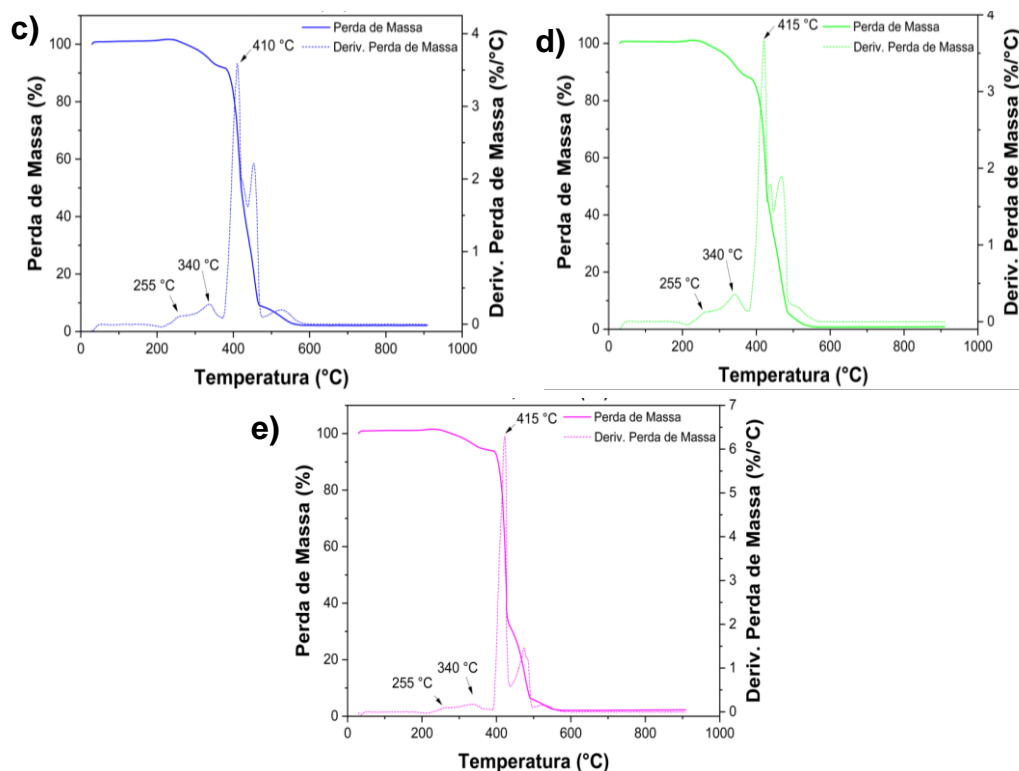 c)
Perda de Massa
Deriv. Perda de Massa
410 °C
340 °C
255 °C
100
80
60
40
20
0
4
3
2
1
0
0
200
400
600
800
1000
Perda de Massa (%)
Deriv. Perda de Massa (%/°C)
Temperatura (°C)
d)
Perda de Massa
Deriv. Perda de Massa
415 °C
340 °C
255 °C
100
80
60
40
20
0
4
3
2
1
0
0
200
400
600
800
1000
Perda de Massa (%)
Deriv. Perda de Massa (%/°C)
Temperatura (°C)
e)
Perda de Massa
Deriv. Perda de Massa
415 °C
340 °C
255 °C
100
80
60
40
20
0
7
6
5
4
3
2
1
0
0
200
400
600
800
1000
Perda de Massa (%)
Deriv. Perda de Massa (%/°C)
Temperatura (°C)